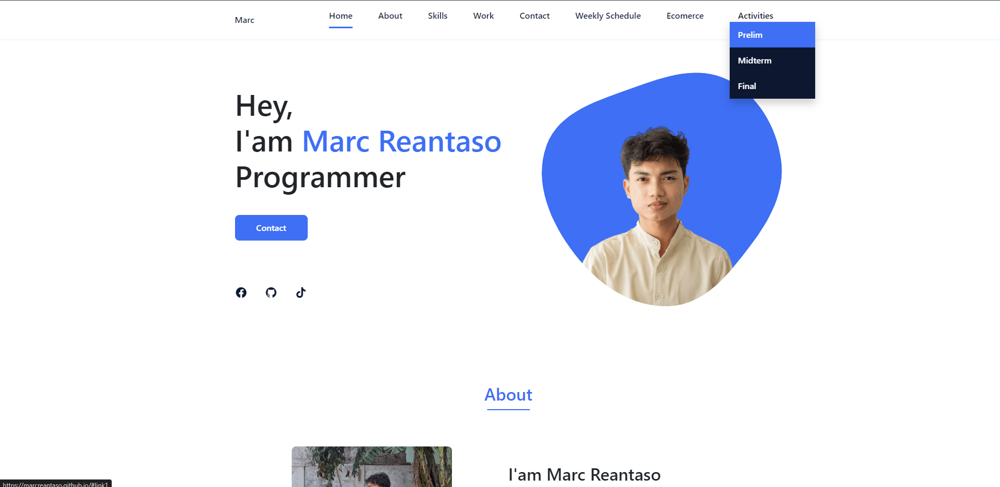 Marc
Home About Skills Work Contact Weekly Schedule Ecomerce Activities
Prelim
Midterm
Final
Hey,
I'am Marc Reantaso
Programmer
Contact
About
I'am Marc Reantaso
https://marcreantaso.github.io/#link1